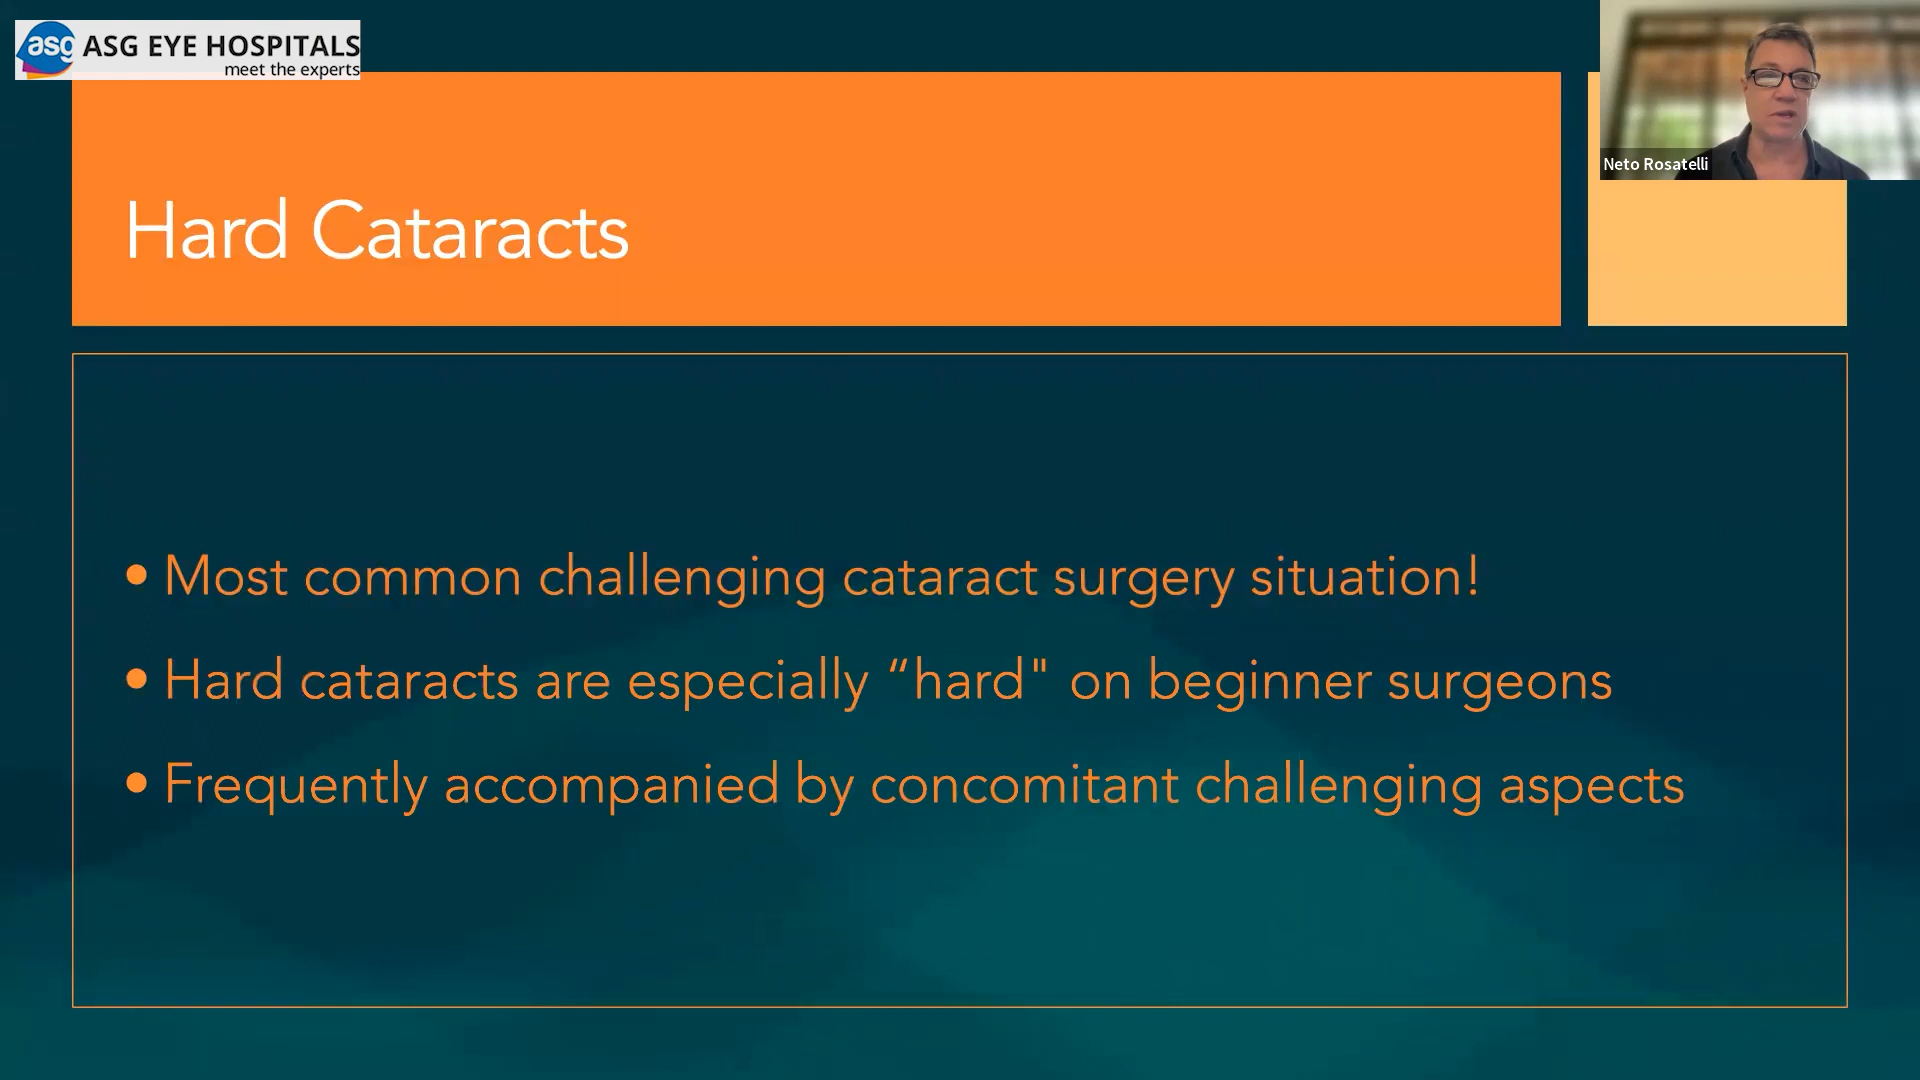 asg ASG EYE HOSPITALS
meet the experts
Neto Rosatelli
Hard Cataracts
• Most common challenging cataract surgery situation!
• Hard cataracts are especially “hard" on beginner surgeons
• Frequently accompanied by concomitant challenging aspects